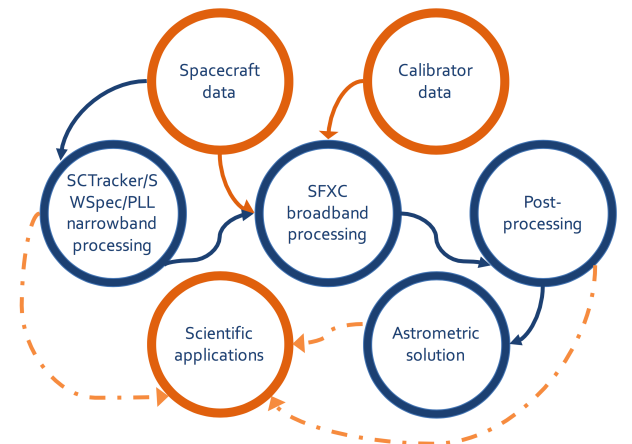 Spacecraft
data
Calibrator
data
SCTracker/S
WSpec/PLL
narrowband
processing
SFXC
broadband
processing
Post-
processing
Scientific
applications
Astrometric
solution